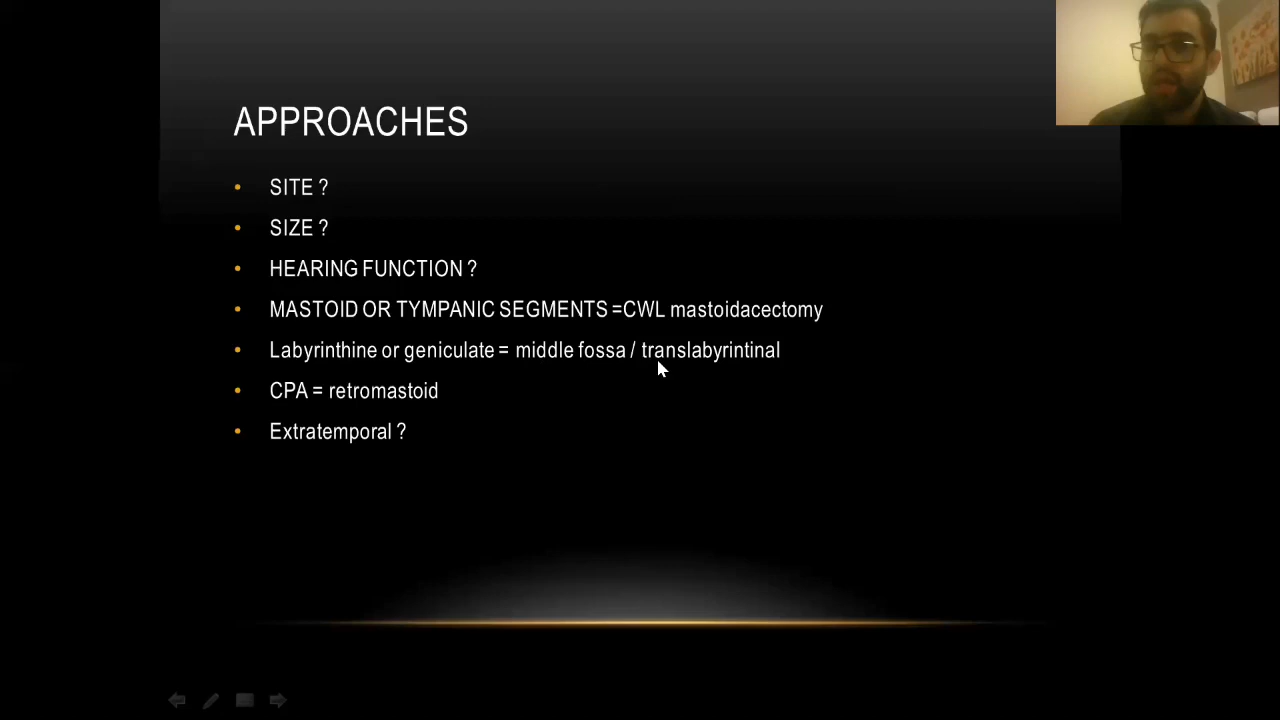 APPROACHES
SITE ?
SIZE ?
HEARING FUNCTION ?
MASTOID OR TYMPANIC SEGMENTS =CWL mastoidacectomy
Labyrinthine or geniculate = middle fossa / translabyrintinal
CPA = retromastoid
Extratemporal ?